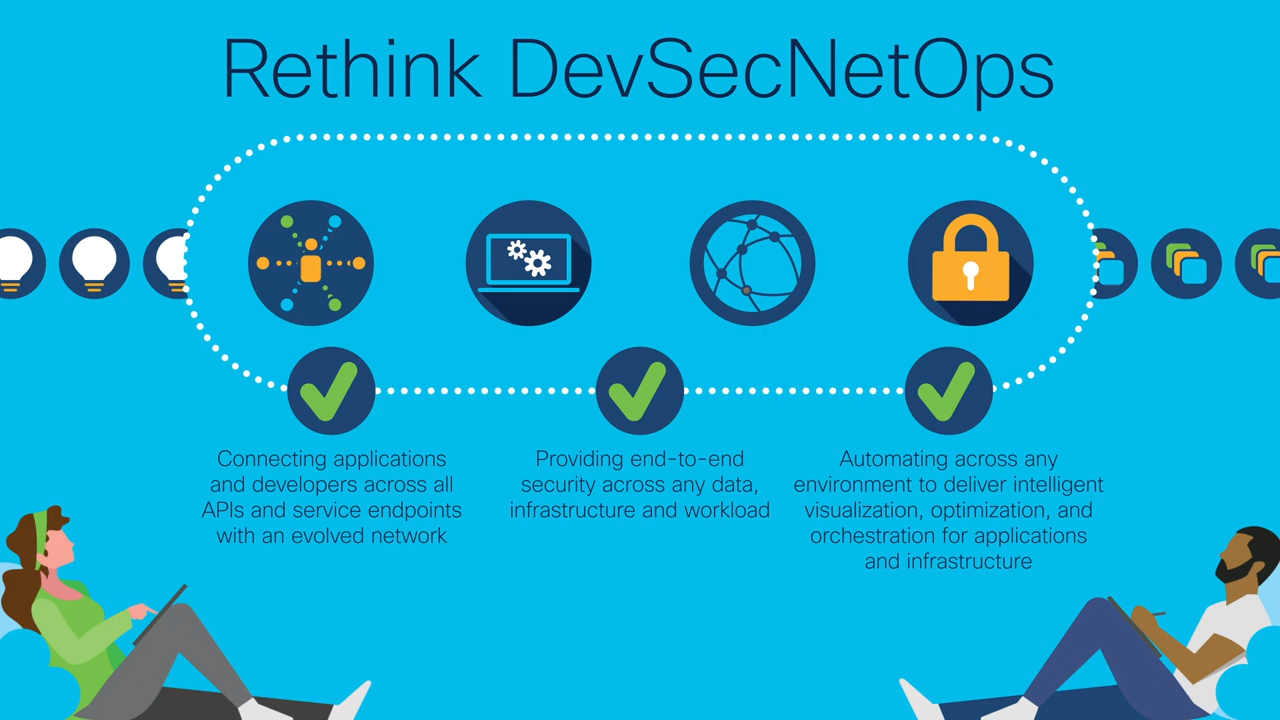 Rethink DevSecNetOps
Connecting applications
and developers across all
APIs and service endpoints
with an evolved network
Providing end-to-end
security across any data,
infrastructure and workload
Automating across any
environment to deliver intelligent
visualization, optimization, and
orchestration for applications
and infrastructure